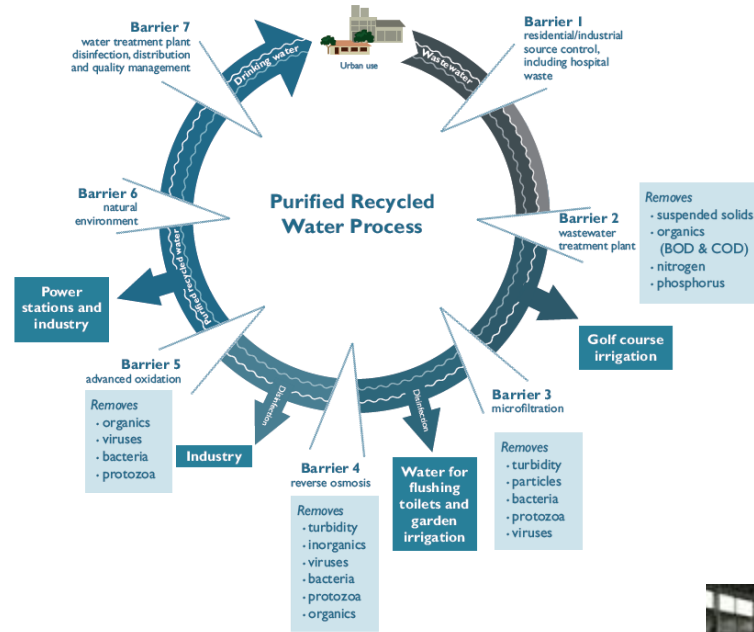 Urban use
Wastewater
Barrier 1
residential/industrial
source control,
including hospital
waste
Purified Recycled
Water Process
Barrier 2
wastewater
treatment plant
Removes
· suspended solids
· organics
(BOD & COD)
· nitrogen
· phosphorus
Golf course
irrigation
Barrier 3
microfiltration
Removes
· turbidity
· particles
· bacteria
· protozoa
· viruses
Disinfection
Water for
flushing
toilets and
garden
irrigation
Barrier 4
reverse osmosis
Removes
· turbidity
· inorganics
· viruses
· bacteria
· protozoa
· organics
Disinfection
Industry
Barrier 5
advanced oxidation
Removes
· organics
· viruses
· bacteria
· protozoa
Purified recycled water
Power
stations and
industry
Barrier 6
natural
environment
Barrier 7
water treatment plant
disinfection, distribution
and quality management
Drinking water